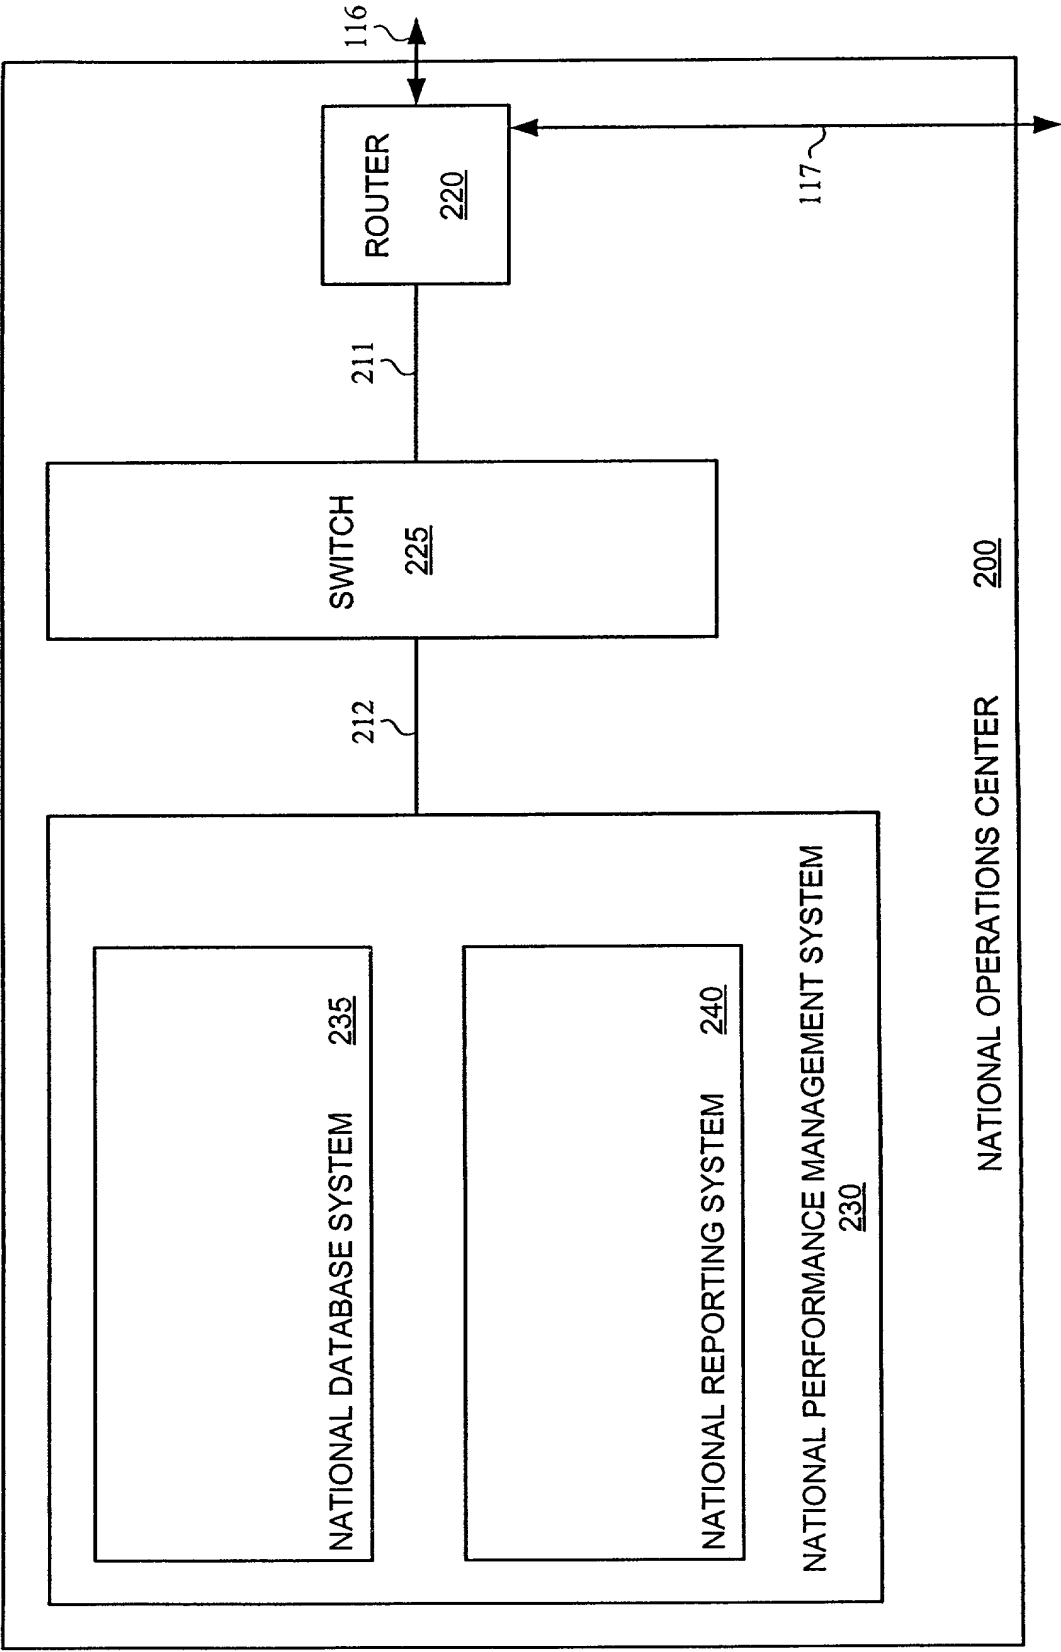 NATIONAL DATABASE SYSTEM
235
NATIONAL REPORTING SYSTEM
240
NATIONAL PERFORMANCE MANAGEMENT SYSTEM
230
212
SWITCH
225
211
ROUTER
220
116
117
NATIONAL OPERATIONS CENTER
200